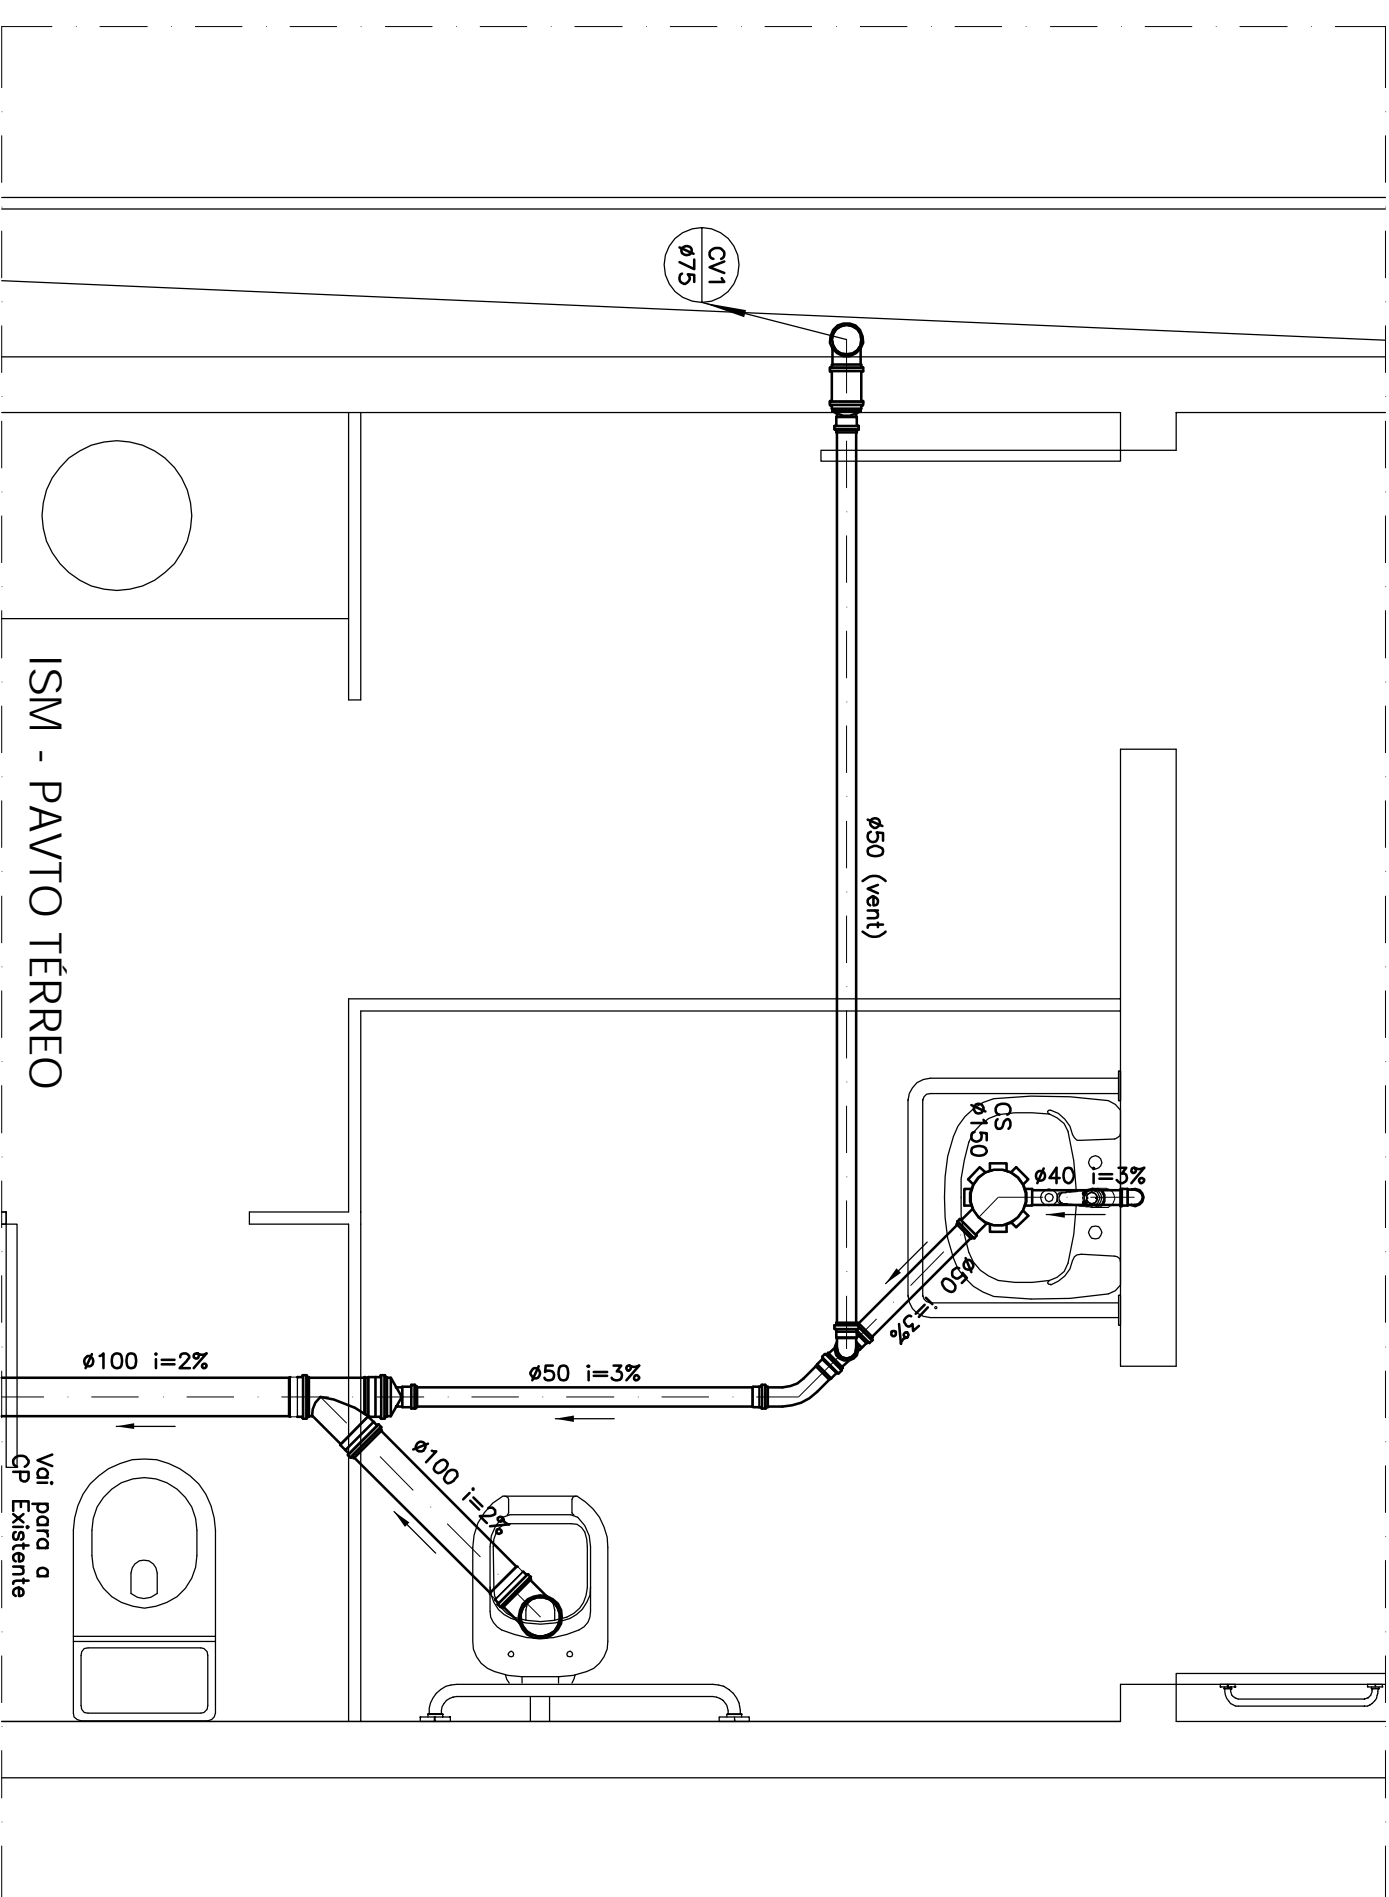 CV1
ø75
ø50 (vent)
CS
ø150
ø40 i=3%
ø50 i=3%
ø50 i=3%
ø100 i=2%
ø100 i=2%
Vai para a
CP Existente
ISM - PAVTO TÉRREO